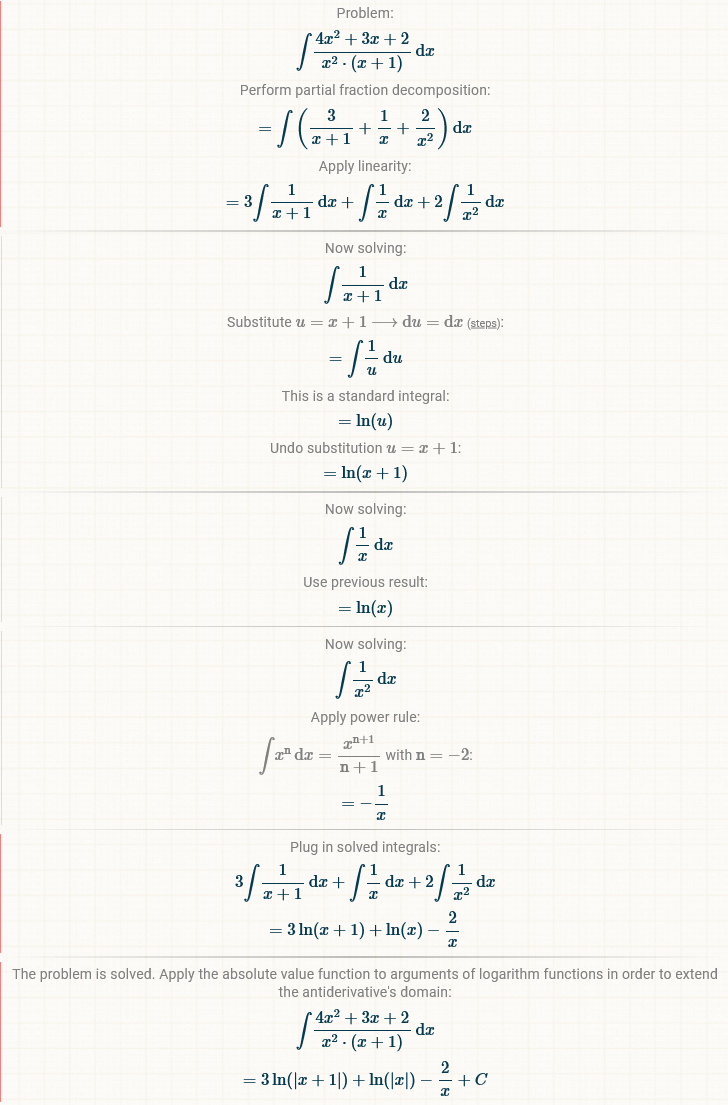 Problem:
∫ (4x² + 3x + 2)/(x² · (x + 1)) dx
Perform partial fraction decomposition:
= ∫ (3/(x + 1) + 1/x + 2/x²) dx
Apply linearity:
= 3∫ 1/(x + 1) dx + ∫ 1/x dx + 2∫ 1/x² dx
Now solving:
∫ 1/(x + 1) dx
Substitute u = x + 1 ⟶ du = dx (steps):
= ∫ 1/u du
This is a standard integral:
= ln(u)
Undo substitution u = x + 1:
= ln(x + 1)
Now solving:
∫ 1/x dx
Use previous result:
= ln(x)
Now solving:
∫ 1/x² dx
Apply power rule:
∫ xⁿ dx = xⁿ⁺¹/(n + 1) with n = −2:
= −1/x
Plug in solved integrals:
3∫ 1/(x + 1) dx + ∫ 1/x dx + 2∫ 1/x² dx
= 3 ln(x + 1) + ln(x) − 2/x
The problem is solved. Apply the absolute value function to arguments of logarithm functions in order to extend
the antiderivative's domain:
∫ (4x² + 3x + 2)/(x² · (x + 1)) dx
= 3 ln(|x + 1|) + ln(|x|) − 2/x + C